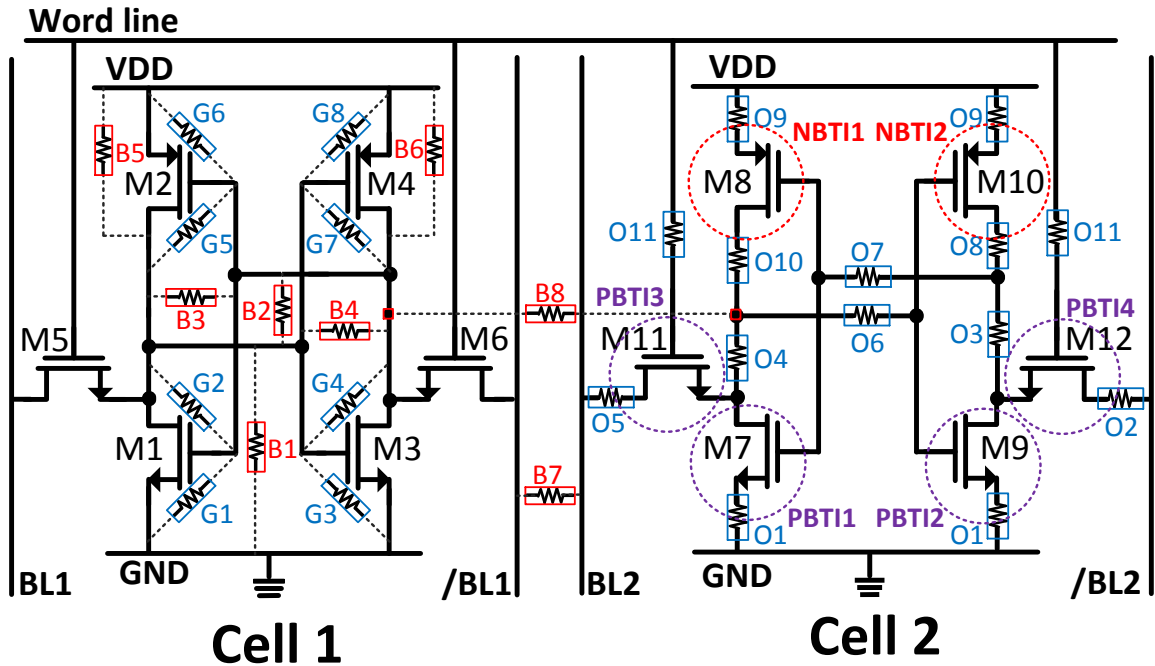 Word line
VDD
VDD
G6
G8
O9
NBTI1
NBTI2
O9
B5
B6
M2
M4
M8
M10
G5
G7
O11
O10
O7
O8
O11
B3
B2
B4
B8
PBTI3
PBTI4
M5
M6
M11
O4
O6
O3
M12
G2
G4
O5
O2
M1
B1
M3
M7
M9
B7
G1
G3
O1
PBTI1
PBTI2
O1
GND
GND
BL1
/BL1
BL2
/BL2
Cell 1
Cell 2